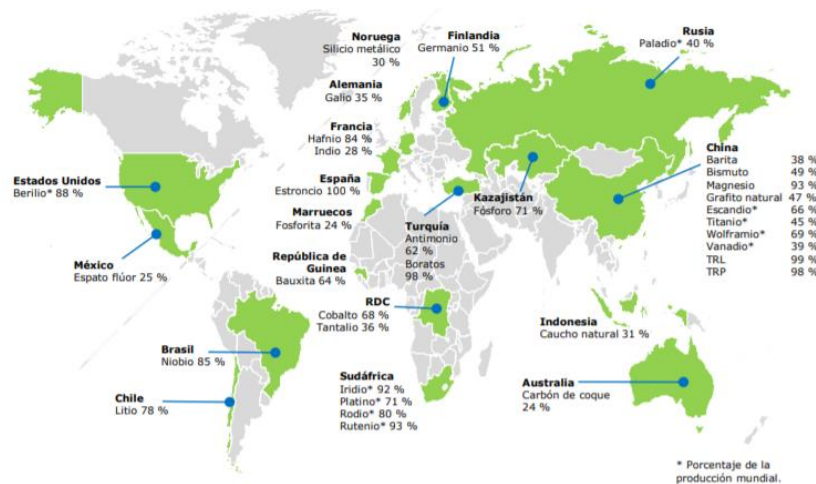 Noruega
Silicio metálico
30 %
Finlandia
Germanio 51 %
Rusia
Paladio* 40 %
Alemania
Galio 35 %
Francia
Hafnio 84 %
Indio 28 %
Estados Unidos
Berilio* 88 %
España
Estroncio 100 %
Marruecos
Fosforita 24 %
Turquía
Antimonio
62 %
Boratos
98 %
Kazajistán
Fósforo 71 %
China
Barita 38 %
Bismuto 49 %
Magnesio 93 %
Grafito natural 47 %
Escandio* 66 %
Titanio* 45 %
Wolframio* 69 %
Vanadio* 39 %
TRL 99 %
TRP 98 %
México
Espato flúor 25 %
República de
Guinea
Bauxita 64 %
RDC
Cobalto 68 %
Tantalio 36 %
Indonesia
Caucho natural 31 %
Brasil
Niobio 85 %
Chile
Litio 78 %
Sudáfrica
Iridio* 92 %
Platino* 71 %
Rodio* 80 %
Rutenio* 93 %
Australia
Carbón de coque
24 %
* Porcentaje de la
producción mundial.